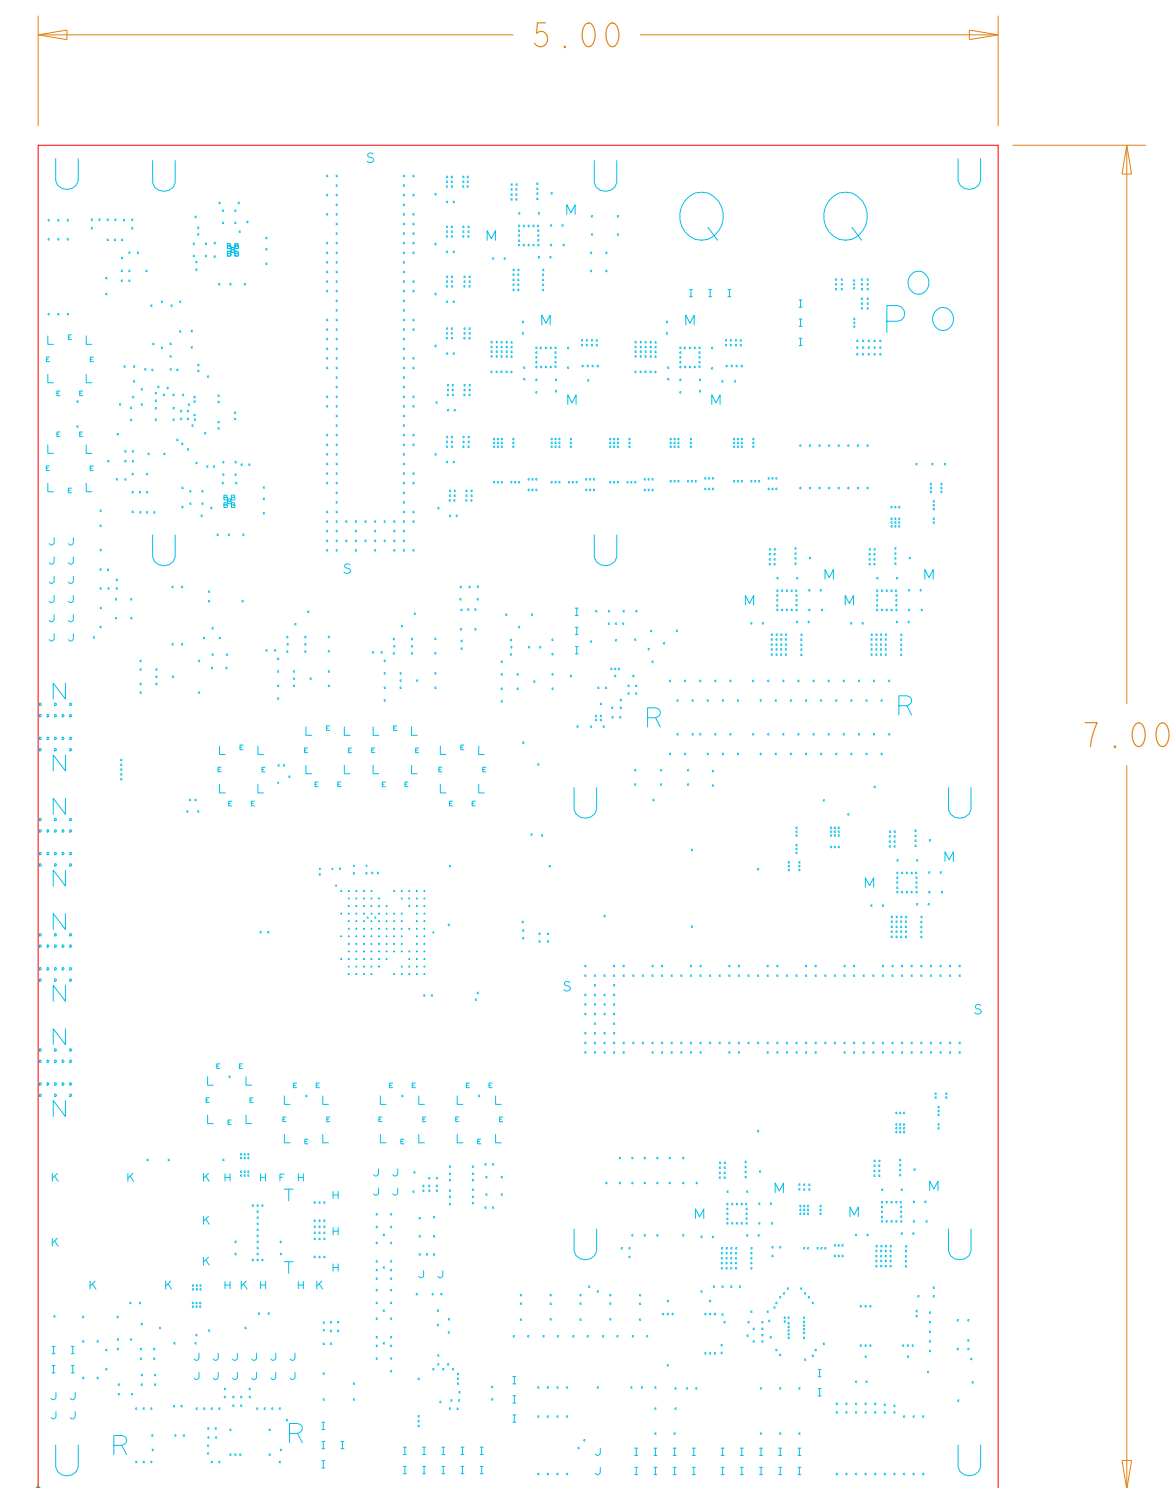 5.00
U U S U U
M
Q Q
M
I I I
I
M M P I
L E L I
E E
L L
E E
M M
E E
L L
E E
L E L
J J
U U
J J
S
M M
J J
J J M M
I
J J
I
J J
I
N
R
R
E E
L L L L
7.00
L E L E E E E L E L
N
E E L L L L E E
E E E E
L L L L
U U
E E E E
N
M
N
M
N
S
N
S
N
E E
L L
E E E E E E
E E L L L L L L
N
L L E E E E E E
E
L E L L E L L E L
J J
K K K H H F H
M
M
J J
T H
M M
K
H
K
U U
K
T H
J J
K K H K H H K
I I
J J J J J J
I I
I
J J J J J J
I
I
J J
I
J J
I
I
R R
I I
I I I I I J I I I I I I I I I
U U
I
I I I I I J I I I I I I I I I